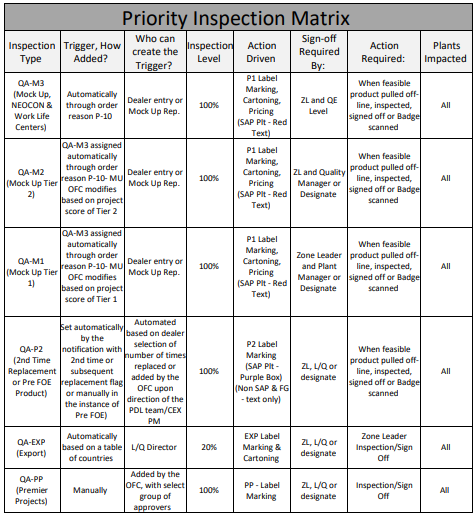 Priority Inspection Matrix
Inspection Type
Trigger, How Added?
Who can create the Trigger?
Inspection Level
Action Driven
Sign-off Required By:
Action Required:
Plants Impacted
QA-M3
(Mock Up,
NEOCON &
Work Life
Centers)
Automatically
through order
reason P-10
Dealer entry or
Mock Up Rep.
100%
P1 Label
Marking,
Cartoning,
Pricing
(SAP Plt - Red
Text)
ZL and QE
Level
When feasible
product pulled off-
line, inspected,
signed off or Badge
scanned
All
QA-M2
(Mock Up Tier
2)
QA-M3 assigned
automatically
through order
reason P-10- MU
OFC modifies
based on project
score of Tier 2
Dealer entry or
Mock Up Rep.
100%
P1 Label
Marking,
Cartoning,
Pricing
(SAP Plt - Red
Text)
ZL and Quality
Manager or
Designate
When feasible
product pulled off-
line, inspected,
signed off or Badge
scanned
All
QA-M1
(Mock Up Tier
1)
QA-M3 assigned
automatically
through order
reason P-10- MU
OFC modifies
based on project
score of Tier 1
Dealer entry or
Mock Up Rep.
100%
P1 Label
Marking,
Cartoning,
Pricing
(SAP Plt - Red
Text)
Zone Leader
and Plant
Manager or
Designate
When feasible
product pulled off-
line, inspected,
signed off or Badge
scanned
All
QA-P2
(2nd Time
Replacement
or Pre FOE
Product)
Set automatically
by the
notification with
2nd time or
subsequent
replacement flag
or manually in
the instance of
Pre FOE)
Automated
based on dealer
selection of
number of times
replaced or
added by the
OFC upon
direction of the
PDL team/CEX
PM
100%
P2 Label
Marking
(SAP Plt -
Purple Box)
(Non SAP & FG
- text only)
ZL, L/Q or
designate
When feasible
product pulled off-
line, inspected,
signed off or Badge
scanned
All
QA-EXP
(Export)
Automatically
based on a table
of countries
L/Q Director
20%
EXP Label
Marking &
Cartoning
ZL, L/Q or
designate
Zone Leader
Inspection/Sign
Off
All
QA-PP
(Premier
Projects)
Manually
Added by the
OFC, with select
group of
approvers
100%
PP - Label
Marking
ZL, L/Q or
designate
Inspection/Sign
Off
All